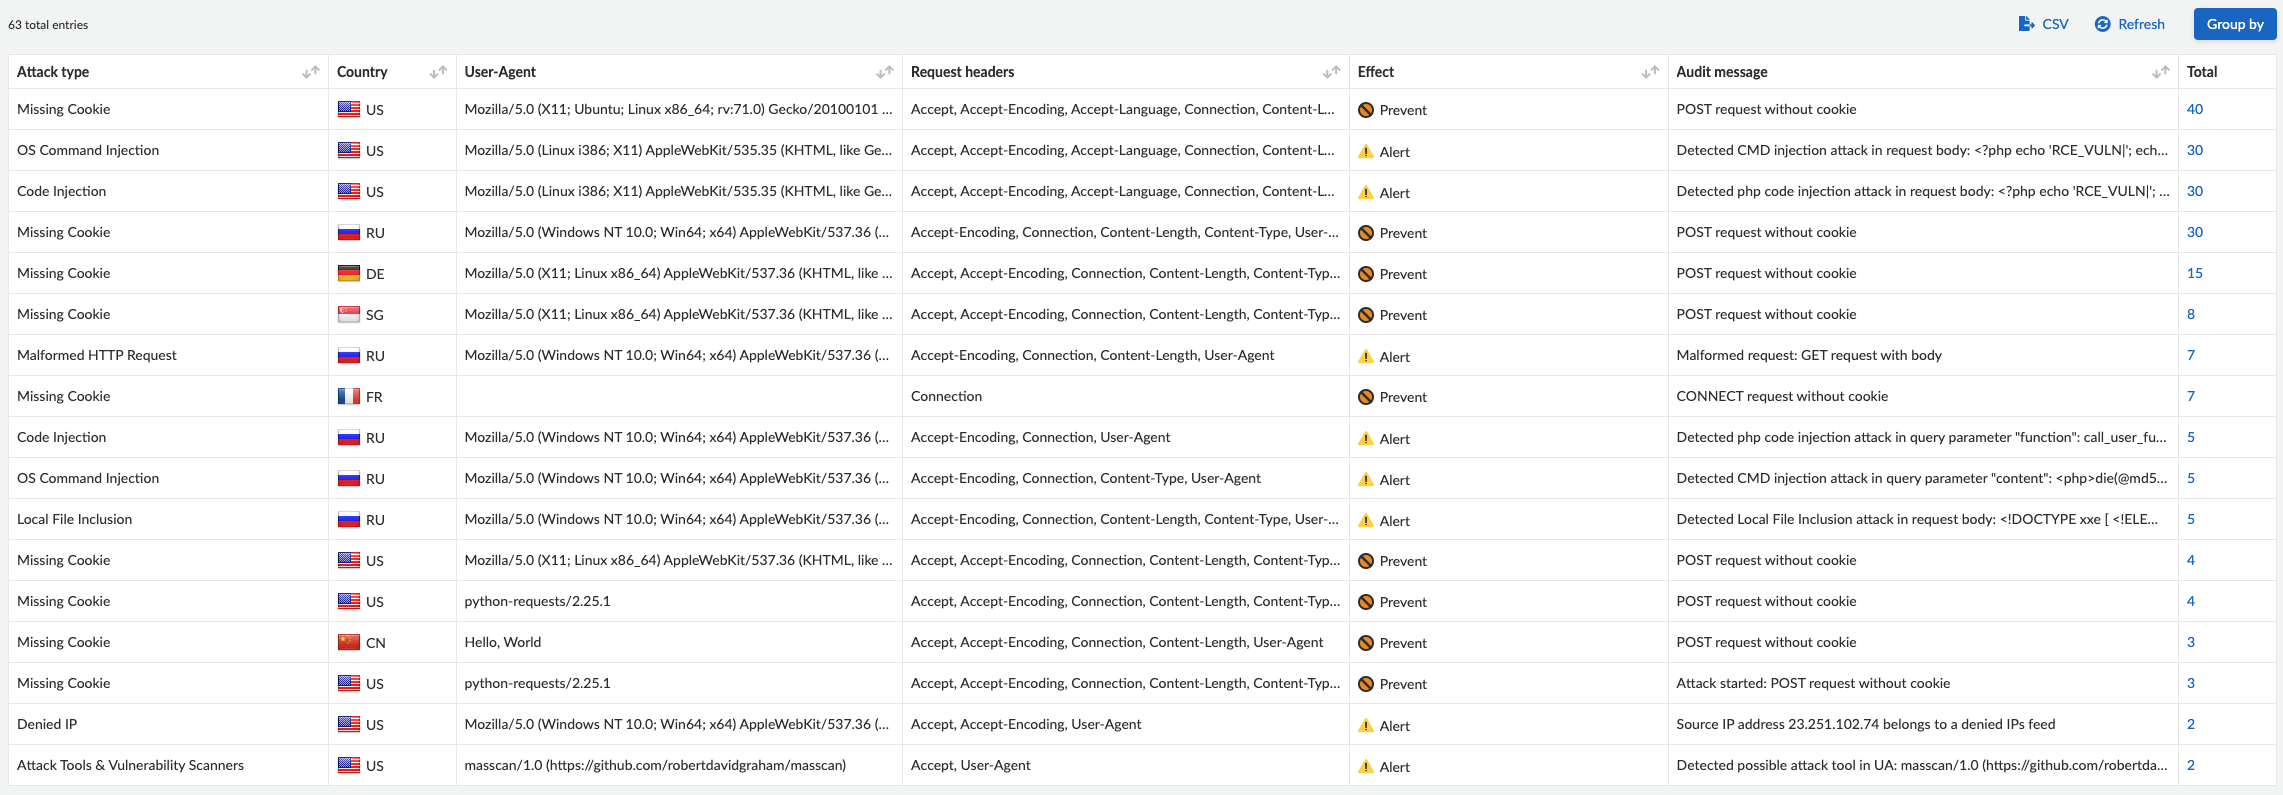 63 total entries CSV Refresh Group by
Attack type Country User-Agent Request headers Effect Audit message Total
Missing Cookie US Mozilla/5.0 (X11; Ubuntu; Linux x86_64; rv:71.0) Gecko/20100101 ... Accept, Accept-Encoding, Accept-Language, Connection, Content-L... Prevent POST request without cookie 40
OS Command Injection US Mozilla/5.0 (Linux i386; X11) AppleWebKit/535.35 (KHTML, like Ge... Accept, Accept-Encoding, Accept-Language, Connection, Content-L... Alert Detected CMD injection attack in request body: <?php echo 'RCE_VULN|'; ech... 30
Code Injection US Mozilla/5.0 (Linux i386; X11) AppleWebKit/535.35 (KHTML, like Ge... Accept, Accept-Encoding, Accept-Language, Connection, Content-L... Alert Detected php code injection attack in request body: <?php echo 'RCE_VULN|'; ... 30
Missing Cookie RU Mozilla/5.0 (Windows NT 10.0; Win64; x64) AppleWebKit/537.36 (... Accept-Encoding, Connection, Content-Length, Content-Type, User-... Prevent POST request without cookie 30
Missing Cookie DE Mozilla/5.0 (X11; Linux x86_64) AppleWebKit/537.36 (KHTML, like ... Accept, Accept-Encoding, Connection, Content-Length, Content-Typ... Prevent POST request without cookie 15
Missing Cookie SG Mozilla/5.0 (X11; Linux x86_64) AppleWebKit/537.36 (KHTML, like ... Accept, Accept-Encoding, Connection, Content-Length, Content-Typ... Prevent POST request without cookie 8
Malformed HTTP Request RU Mozilla/5.0 (Windows NT 10.0; Win64; x64) AppleWebKit/537.36 (... Accept-Encoding, Connection, Content-Length, User-Agent Alert Malformed request: GET request with body 7
Missing Cookie FR Connection Prevent CONNECT request without cookie 7
Code Injection RU Mozilla/5.0 (Windows NT 10.0; Win64; x64) AppleWebKit/537.36 (... Accept-Encoding, Connection, User-Agent Alert Detected php code injection attack in query parameter "function": call_user_fu... 5
OS Command Injection RU Mozilla/5.0 (Windows NT 10.0; Win64; x64) AppleWebKit/537.36 (... Accept-Encoding, Connection, Content-Type, User-Agent Alert Detected CMD injection attack in query parameter "content": <php>die(@md5... 5
Local File Inclusion RU Mozilla/5.0 (Windows NT 10.0; Win64; x64) AppleWebKit/537.36 (... Accept-Encoding, Connection, Content-Length, Content-Type, User-... Alert Detected Local File Inclusion attack in request body: <!DOCTYPE xxe [ <!ELE... 5
Missing Cookie US Mozilla/5.0 (X11; Linux x86_64) AppleWebKit/537.36 (KHTML, like ... Accept, Accept-Encoding, Connection, Content-Length, Content-Typ... Prevent POST request without cookie 4
Missing Cookie US python-requests/2.25.1 Accept, Accept-Encoding, Connection, Content-Length, Content-Typ... Prevent POST request without cookie 4
Missing Cookie CN Hello, World Accept, Accept-Encoding, Connection, Content-Length, User-Agent Prevent POST request without cookie 3
Missing Cookie US python-requests/2.25.1 Accept, Accept-Encoding, Connection, Content-Length, Content-Typ... Prevent Attack started: POST request without cookie 3
Denied IP US Mozilla/5.0 (Windows NT 10.0; Win64; x64) AppleWebKit/537.36 (... Accept, Accept-Encoding, User-Agent Alert Source IP address 23.251.102.74 belongs to a denied IPs feed 2
Attack Tools & Vulnerability Scanners US masscan/1.0 (https://github.com/robertdavidgraham/masscan) Accept, User-Agent Alert Detected possible attack tool in UA: masscan/1.0 (https://github.com/robertda... 2